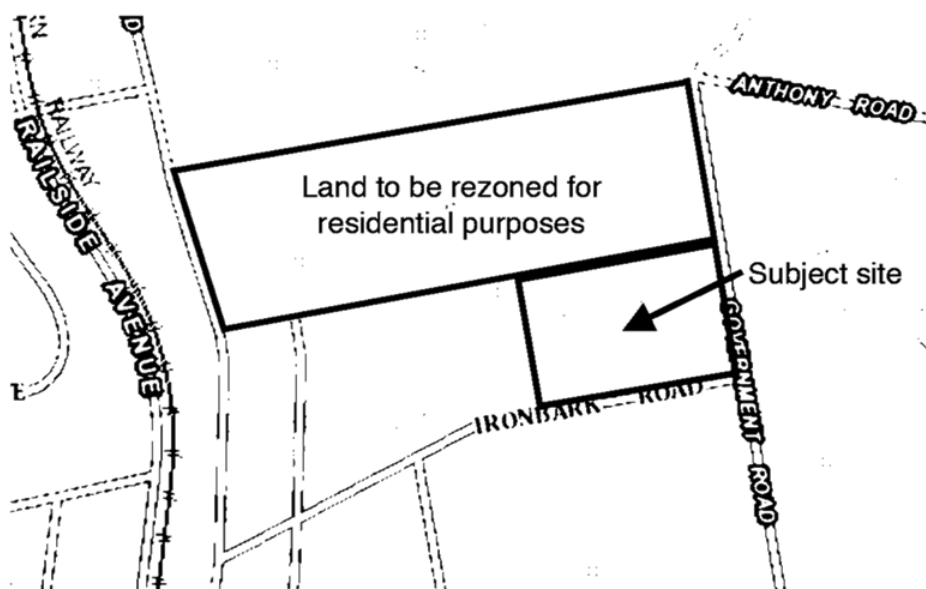 ANTHONY ROAD
RAILWAY
RAILSIDE AVENUE
Land to be rezoned for
residential purposes
Subject site
GOVERNMENT ROAD
IRONBARK ROAD
E
D